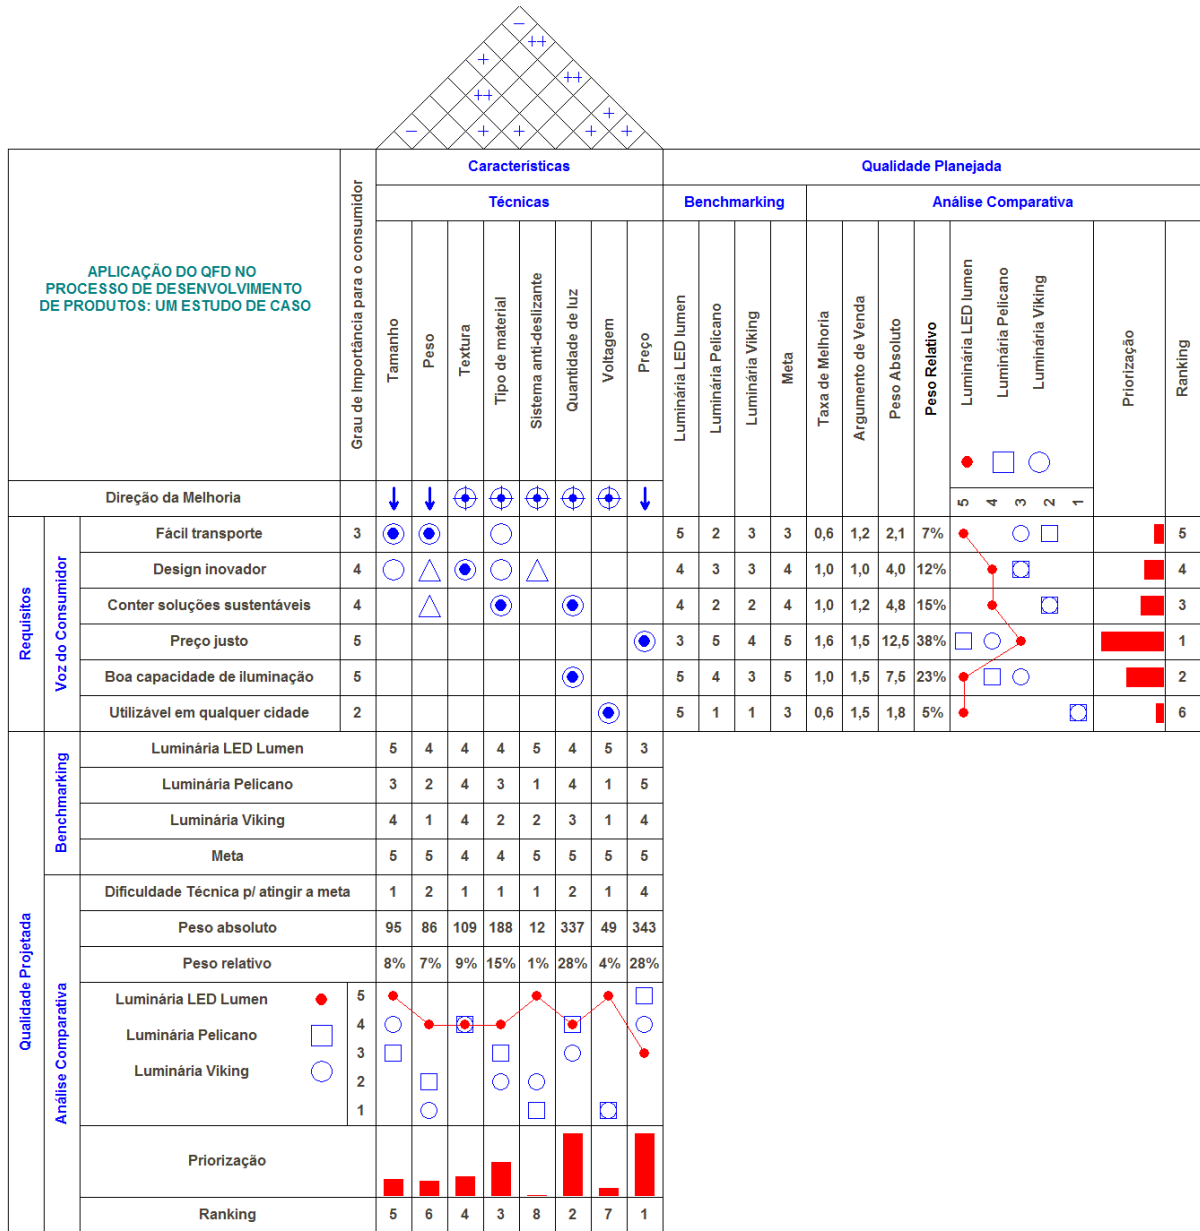 −
++
+
++
++
+
− + + + +
Características
Qualidade Planejada
Técnicas
Benchmarking
Análise Comparativa
APLICAÇÃO DO QFD NO
PROCESSO DE DESENVOLVIMENTO
DE PRODUTOS: UM ESTUDO DE CASO
Grau de Importância para o consumidor
Tamanho
Peso
Textura
Tipo de material
Sistema anti-deslizante
Quantidade de luz
Voltagem
Preço
Luminária LED lumen
Luminária Pelicano
Luminária Viking
Meta
Taxa de Melhoria
Argumento de Venda
Peso Absoluto
Peso Relativo
Luminária LED lumen
Luminária Pelicano
Luminária Viking
Priorização
Ranking
Direção da Melhoria
5 4 3 2 1
Requisitos
Voz do Consumidor
Fácil transporte 3 5 2 3 3 0,6 1,2 2,1 7% 5
Design inovador 4 4 3 3 4 1,0 1,0 4,0 12% 4
Conter soluções sustentáveis 4 4 2 2 4 1,0 1,2 4,8 15% 3
Preço justo 5 3 5 4 5 1,6 1,5 12,5 38% 1
Boa capacidade de iluminação 5 5 4 3 5 1,0 1,5 7,5 23% 2
Utilizável em qualquer cidade 2 5 1 1 3 0,6 1,5 1,8 5% 6
Qualidade Projetada
Benchmarking
Luminária LED Lumen 5 4 4 4 5 4 5 3
Luminária Pelicano 3 2 4 3 1 4 1 5
Luminária Viking 4 1 4 2 2 3 1 4
Meta 5 5 4 4 5 5 5 5
Análise Comparativa
Dificuldade Técnica p/ atingir a meta 1 2 1 1 1 2 1 4
Peso absoluto 95 86 109 188 12 337 49 343
Peso relativo 8% 7% 9% 15% 1% 28% 4% 28%
Luminária LED Lumen 5
Luminária Pelicano 4
3
Luminária Viking
2
1
Priorização
Ranking 5 6 4 3 8 2 7 1